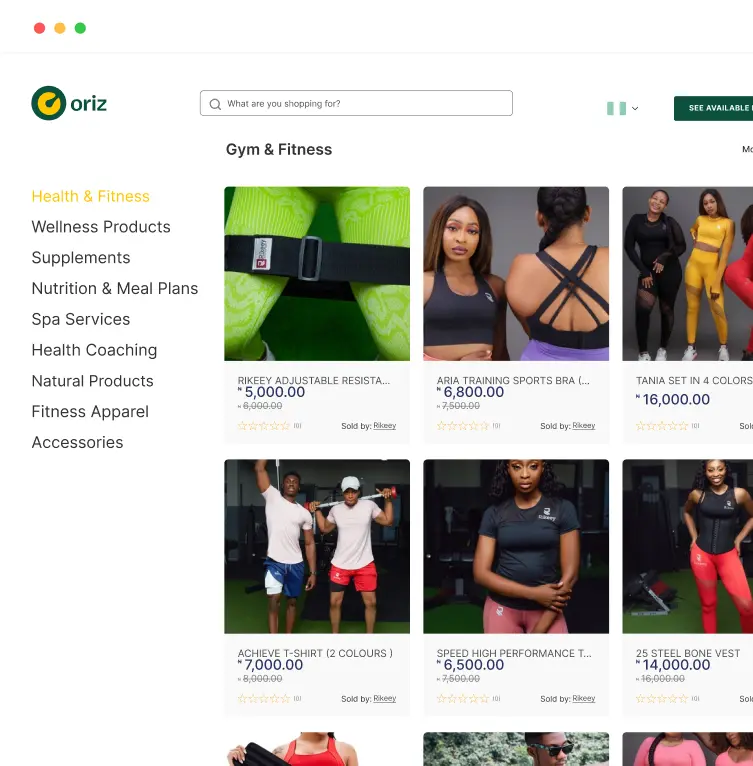 oriz
What are you shopping for?
SEE AVAILABLE
Gym & Fitness
Mo
Health & Fitness
Wellness Products
Supplements
Nutrition & Meal Plans
Spa Services
Health Coaching
Natural Products
Fitness Apparel
Accessories
Rikeey
RIKEEY ADJUSTABLE RESISTA...
₦ 5,000.00
₦ 6,000.00
(0)
Sold by: Rikeey
ARIA TRAINING SPORTS BRA (...
₦ 6,800.00
₦ 7,500.00
(0)
Sold by: Rikeey
TANIA SET IN 4 COLORS
₦ 16,000.00
(0)
Sol
Rikeey
ACHIEVE T-SHIRT (2 COLOURS )
₦ 7,000.00
₦ 8,000.00
(0)
Sold by: Rikeey
SPEED HIGH PERFORMANCE T...
₦ 6,500.00
₦ 7,500.00
(0)
Sold by: Rikeey
25 STEEL BONE VEST
₦ 14,000.00
₦ 16,000.00
(0)
Sol